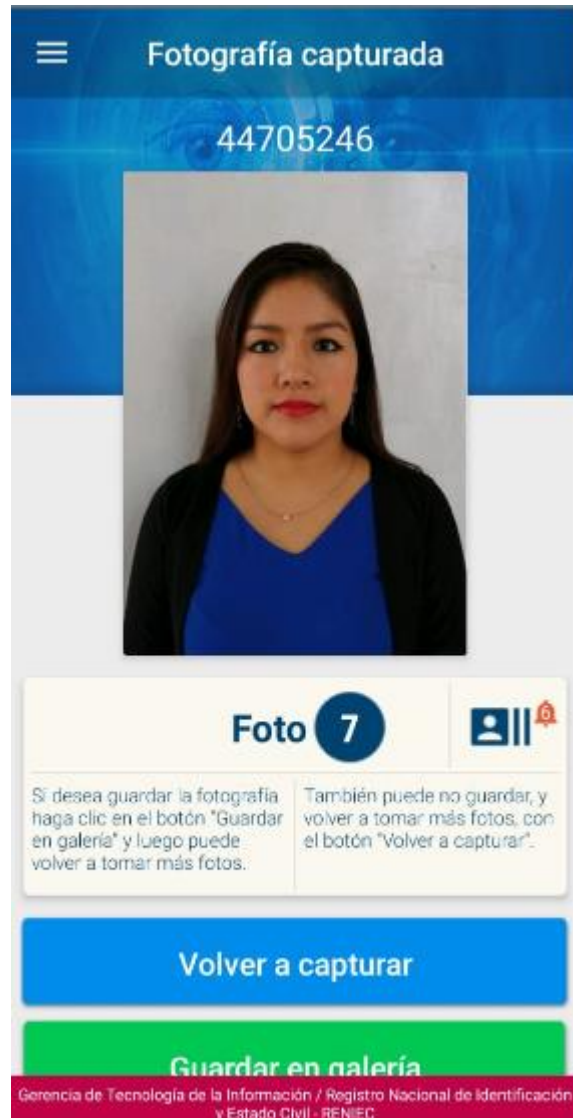 Fotografía capturada
44705246
Foto 7
6
Si desea guardar la fotografía
haga clic en el botón "Guardar
en galería" y luego puede
volver a tomar más fotos.
También puede no guardar, y
volver a tomar más fotos, con
el botón "Volver a capturar".
Volver a capturar
Guardar en galería
Gerencia de Tecnología de la Información / Registro Nacional de Identificación
y Estado Civil - RENIEC